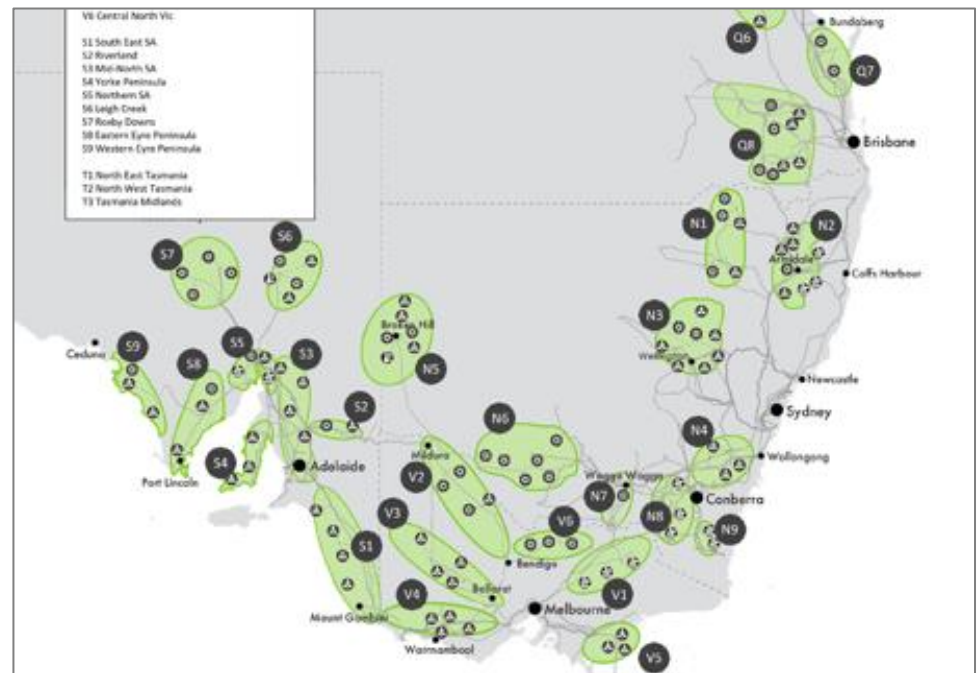 V6 Central North Vic
S1 South East SA
S2 Riverland
S3 Mid-North SA
S4 Yorke Peninsula
S5 Northern SA
S6 Leigh Creek
S7 Roxby Downs
S8 Eastern Eyre Peninsula
S9 Western Eyre Peninsula
T1 North East Tasmania
T2 North West Tasmania
T3 Tasmania Midlands
Q6
Bundaberg
Q7
Q8
Brisbane
N1
N2
Armidale
Coffs Harbour
S7
S6
N3
Wellington
Broken Hill
N5
Ceduna
S9
S8
S5
S3
Newcastle
Sydney
S2
N6
N4
Wollongong
Mildura
Adelaide
S4
Port Lincoln
V2
Wagga Wagga
N7
Canberra
V3
V6
N8
N9
S1
Bendigo
Ballarat
V4
V1
Mount Gambier
Melbourne
Warrnambool
V5